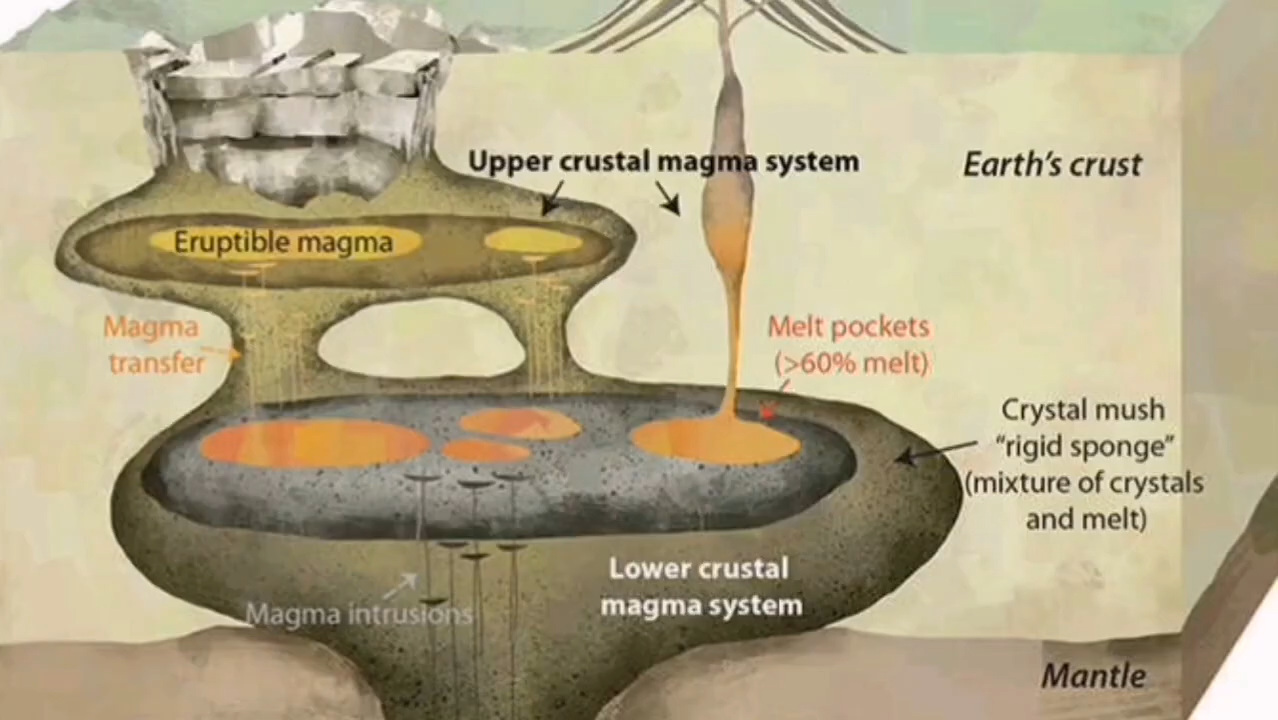 Upper crustal magma system
Earth's crust
Eruptible magma
Magma
transfer
Melt pockets
(>60% melt)
Crystal mush
“rigid sponge”
(mixture of crystals
and melt)
Lower crustal
magma system
Magma intrusions
Mantle